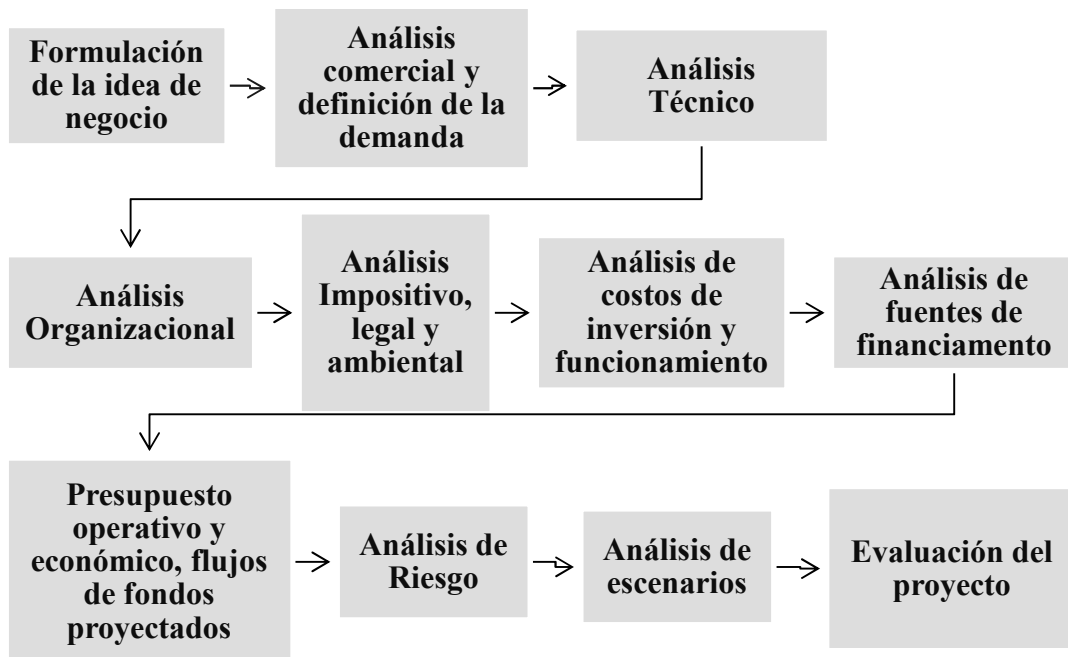 Formulación
de la idea de
negocio
Análisis
comercial y
definición de la
demanda
Análisis
Técnico
Análisis
Organizacional
Análisis
Impositivo,
legal y
ambiental
Análisis de
costos de
inversión y
funcionamiento
Análisis de
fuentes de
financiamento
Presupuesto
operativo y
económico, flujos
de fondos
proyectados
Análisis de
Riesgo
Análisis de
escenarios
Evaluación del
proyecto